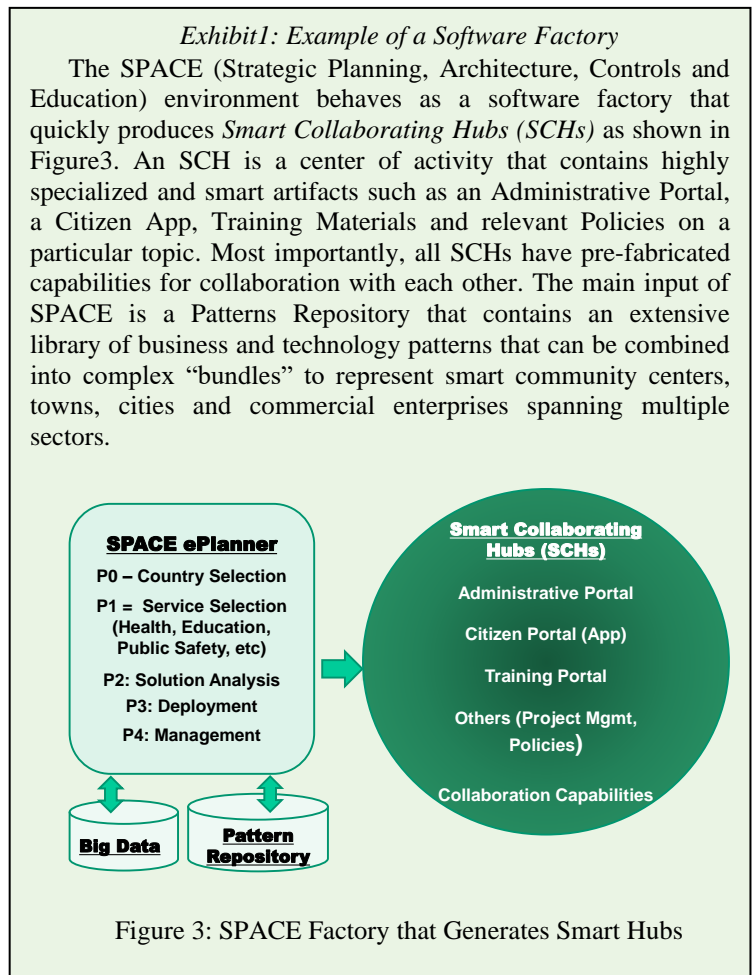 Exhibit1: Example of a Software Factory
The SPACE (Strategic Planning, Architecture, Controls and
Education) environment behaves as a software factory that
quickly produces Smart Collaborating Hubs (SCHs) as shown in
Figure3. An SCH is a center of activity that contains highly
specialized and smart artifacts such as an Administrative Portal,
a Citizen App, Training Materials and relevant Policies on a
particular topic. Most importantly, all SCHs have pre-fabricated
capabilities for collaboration with each other. The main input of
SPACE is a Patterns Repository that contains an extensive
library of business and technology patterns that can be combined
into complex “bundles” to represent smart community centers,
towns, cities and commercial enterprises spanning multiple
sectors.
SPACE ePlanner
P0 – Country Selection
P1 = Service Selection
(Health, Education,
Public Safety, etc)
P2: Solution Analysis
P3: Deployment
P4: Management
Big Data
Pattern
Repository
Smart Collaborating
Hubs (SCHs)
Administrative Portal
Citizen Portal (App)
Training Portal
Others (Project Mgmt,
Policies)
Collaboration Capabilities
Figure 3: SPACE Factory that Generates Smart Hubs